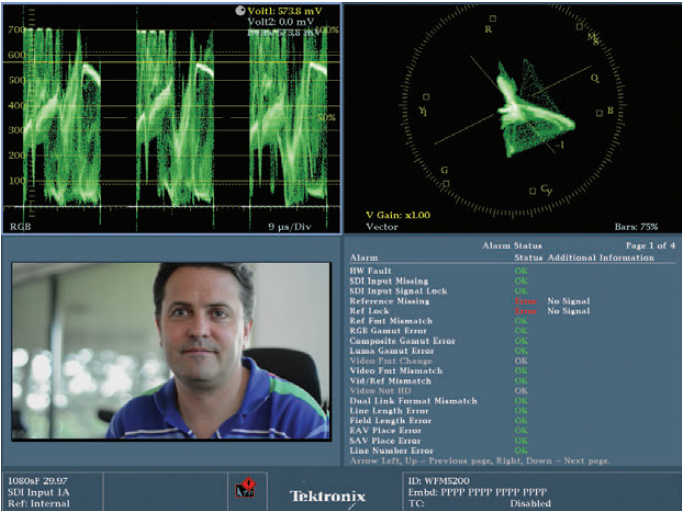 Volt1: 573.8 mV
Volt2: 0.0 mV
573.8 mV
700
100%
600
500
400
50%
300
200
100
RGB
9 µs/Div
R
Mg
Q
B
Yl
-I
G
Cy
V Gain: x1.00
Vector
Bars: 75%
Alarm Status
Page 1 of 4
Alarm Status Additional Information
HW Fault OK
SDI Input Missing OK
SDI Input Signal Lock OK
Reference Missing No Signal
Ref Lock No Signal
Ref Fmt Mismatch OK
RGB Gamut Error OK
Composite Gamut Error OK
Luma Gamut Error OK
Video Fmt Change OK
Video Fmt Mismatch OK
Vid/Ref Mismatch OK
Video Not HD OK
Dual Link Format Mismatch OK
Line Length Error OK
Field Length Error OK
EAV Place Error OK
SAV Place Error OK
Line Number Error OK
Arrow Left, Up - Previous page, Right, Down - Next page.
1080sF 29.97
SDI Input 1A
Ref: Internal
Tektronix
ID: WFM5200
Embd: PPPP PPPP PPPP PPPP
TC: Disabled